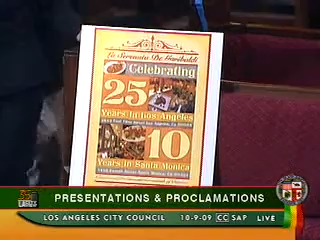 La Serenata De Garibaldi
Celebrating
25
Years In Los Angeles
10
Years in Santa Monica
PRESENTATIONS & PROCLAMATIONS
LOS ANGELES CITY COUNCIL 10-9-09 CC SAP LIVE